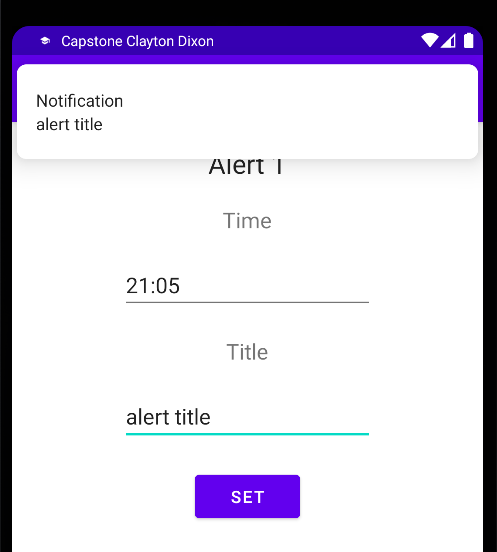 Capstone Clayton Dixon
Notification
alert title
Alert 1
Time
21:05
Title
alert title
SET